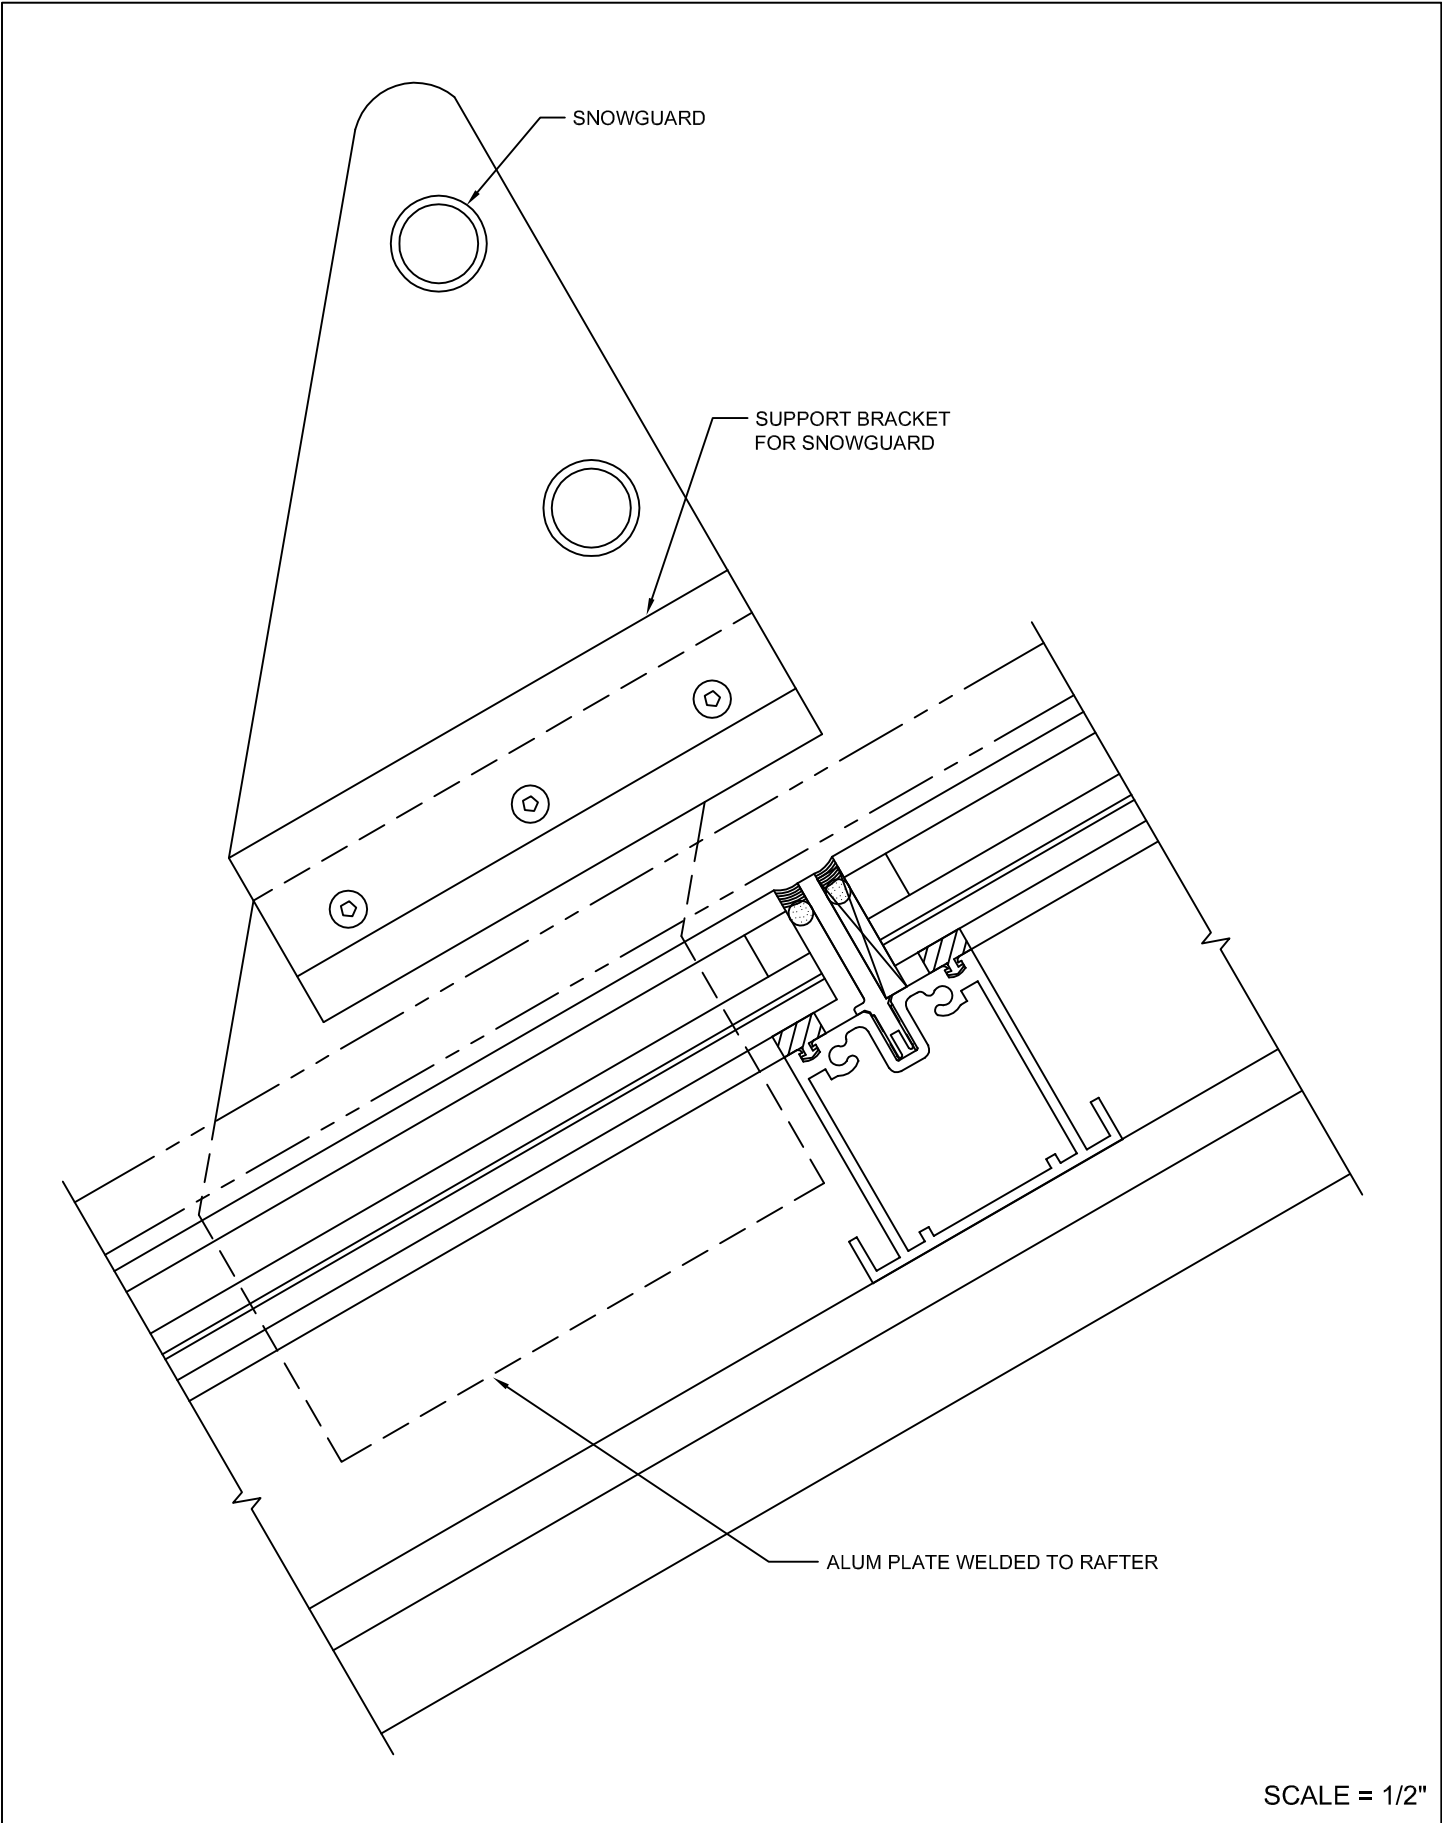 SNOWGUARD
SUPPORT BRACKET
FOR SNOWGUARD
ALUM PLATE WELDED TO RAFTER
SCALE = 1/2"